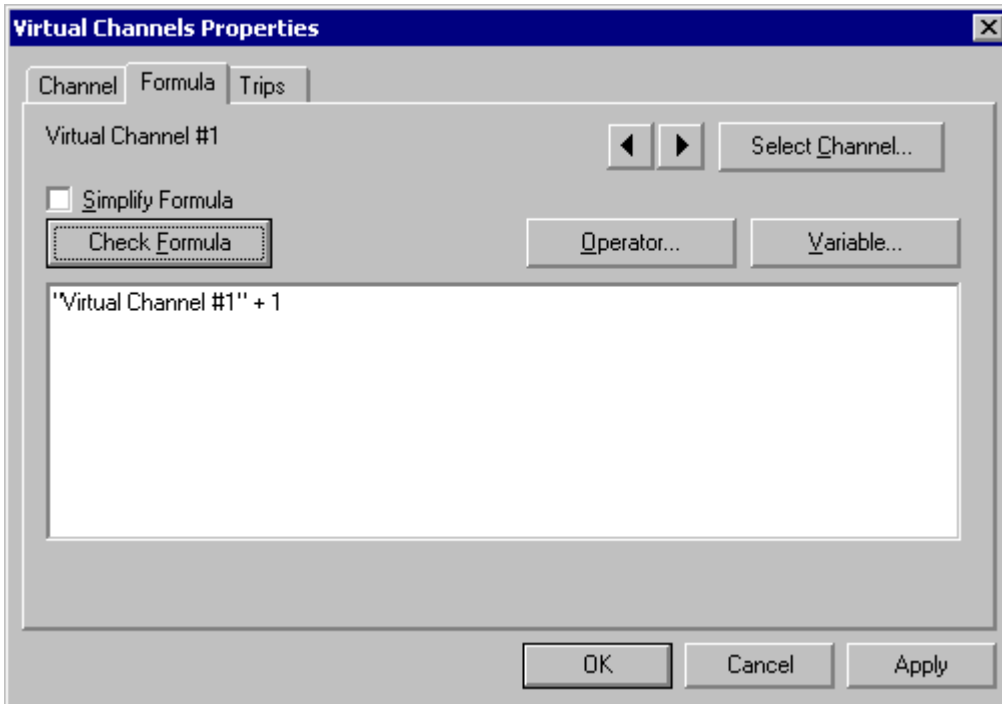 Virtual Channels Properties
Channel Formula Trips
Virtual Channel #1 Select Channel...
Simplify Formula
Check Formula Operator... Variable...
"Virtual Channel #1" + 1
OK Cancel Apply